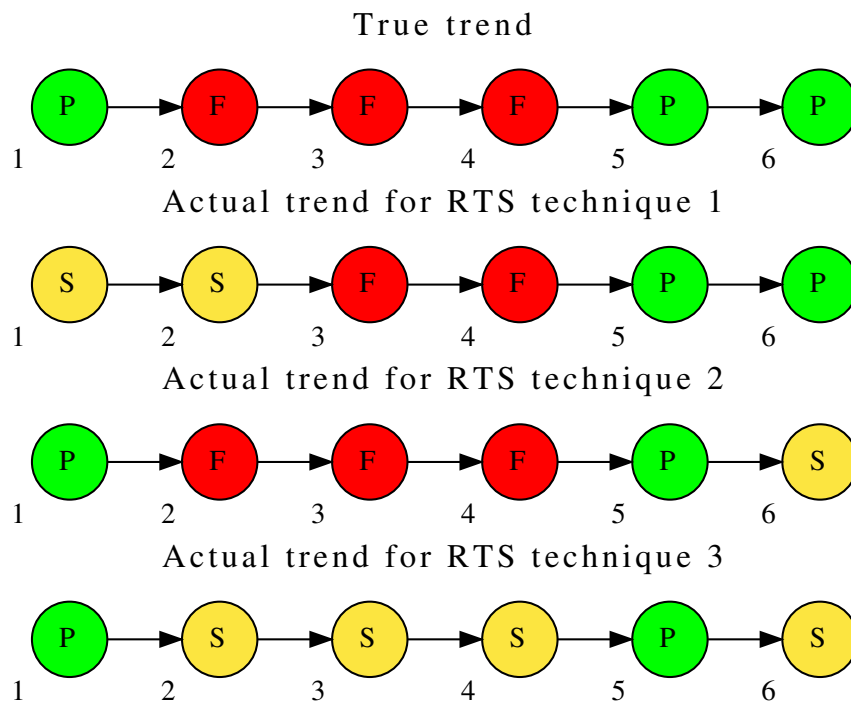 True trend
P F F F P P
1 2 3 4 5 6
Actual trend for RTS technique 1
S S F F P P
1 2 3 4 5 6
Actual trend for RTS technique 2
P F F F P S
1 2 3 4 5 6
Actual trend for RTS technique 3
P S S S P S
1 2 3 4 5 6